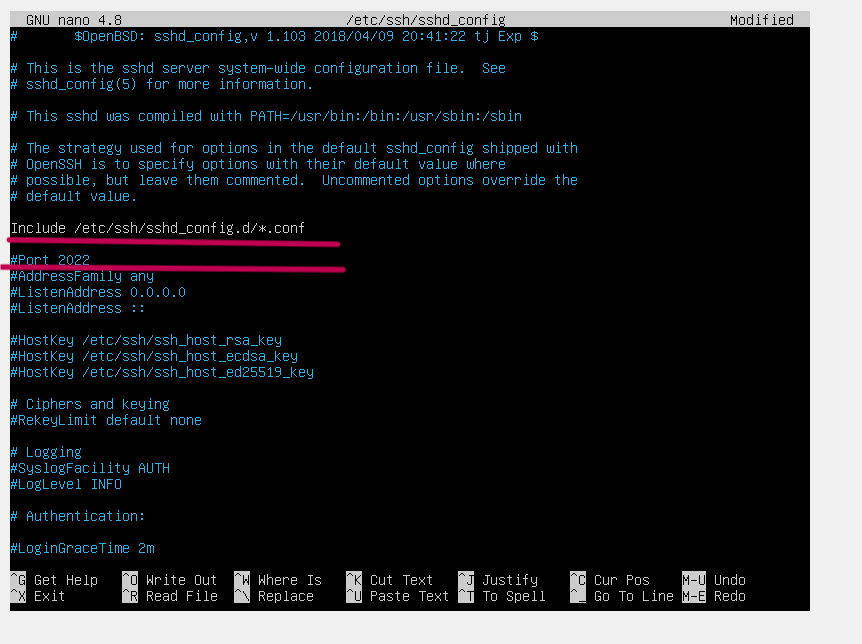 GNU nano 4.8 /etc/ssh/sshd_config Modified
# $OpenBSD: sshd_config,v 1.103 2018/04/09 20:41:22 tj Exp $
# This is the sshd server system-wide configuration file. See
# sshd_config(5) for more information.
# This sshd was compiled with PATH=/usr/bin:/bin:/usr/sbin:/sbin
# The strategy used for options in the default sshd_config shipped with
# OpenSSH is to specify options with their default value where
# possible, but leave them commented. Uncommented options override the
# default value.
Include /etc/ssh/sshd_config.d/*.conf
#Port 2022
#AddressFamily any
#ListenAddress 0.0.0.0
#ListenAddress ::
#HostKey /etc/ssh/ssh_host_rsa_key
#HostKey /etc/ssh/ssh_host_ecdsa_key
#HostKey /etc/ssh/ssh_host_ed25519_key
# Ciphers and keying
#RekeyLimit default none
# Logging
#SyslogFacility AUTH
#LogLevel INFO
# Authentication:
#LoginGraceTime 2m
^G Get Help ^O Write Out ^W Where Is ^K Cut Text ^J Justify ^C Cur Pos M-U Undo
^X Exit ^R Read File ^\ Replace ^U Paste Text ^T To Spell ^_ Go To Line M-E Redo